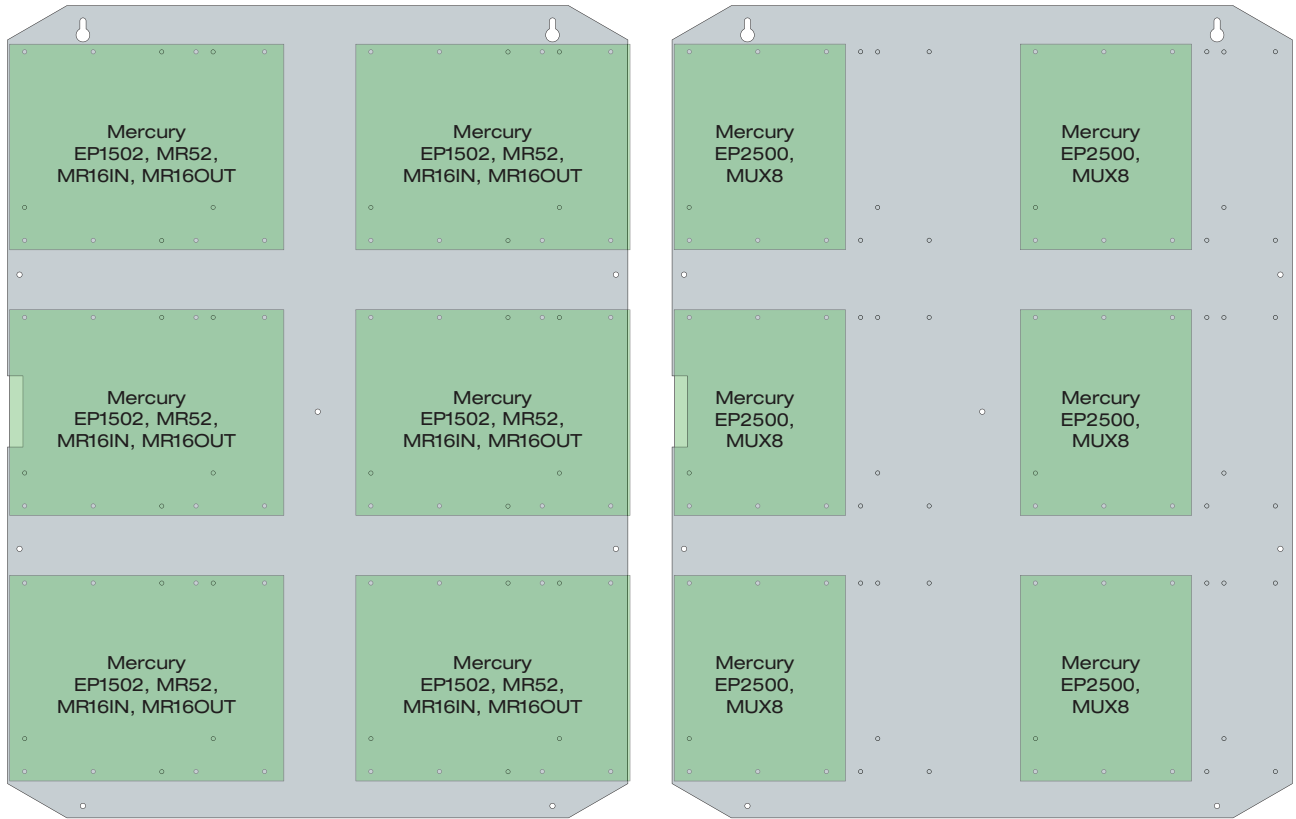 Mercury
EP1502, MR52,
MR16IN, MR16OUT
Mercury
EP1502, MR52,
MR16IN, MR16OUT
Mercury
EP2500,
MUX8
Mercury
EP2500,
MUX8
Mercury
EP1502, MR52,
MR16IN, MR16OUT
Mercury
EP1502, MR52,
MR16IN, MR16OUT
Mercury
EP2500,
MUX8
Mercury
EP2500,
MUX8
Mercury
EP1502, MR52,
MR16IN, MR16OUT
Mercury
EP1502, MR52,
MR16IN, MR16OUT
Mercury
EP2500,
MUX8
Mercury
EP2500,
MUX8